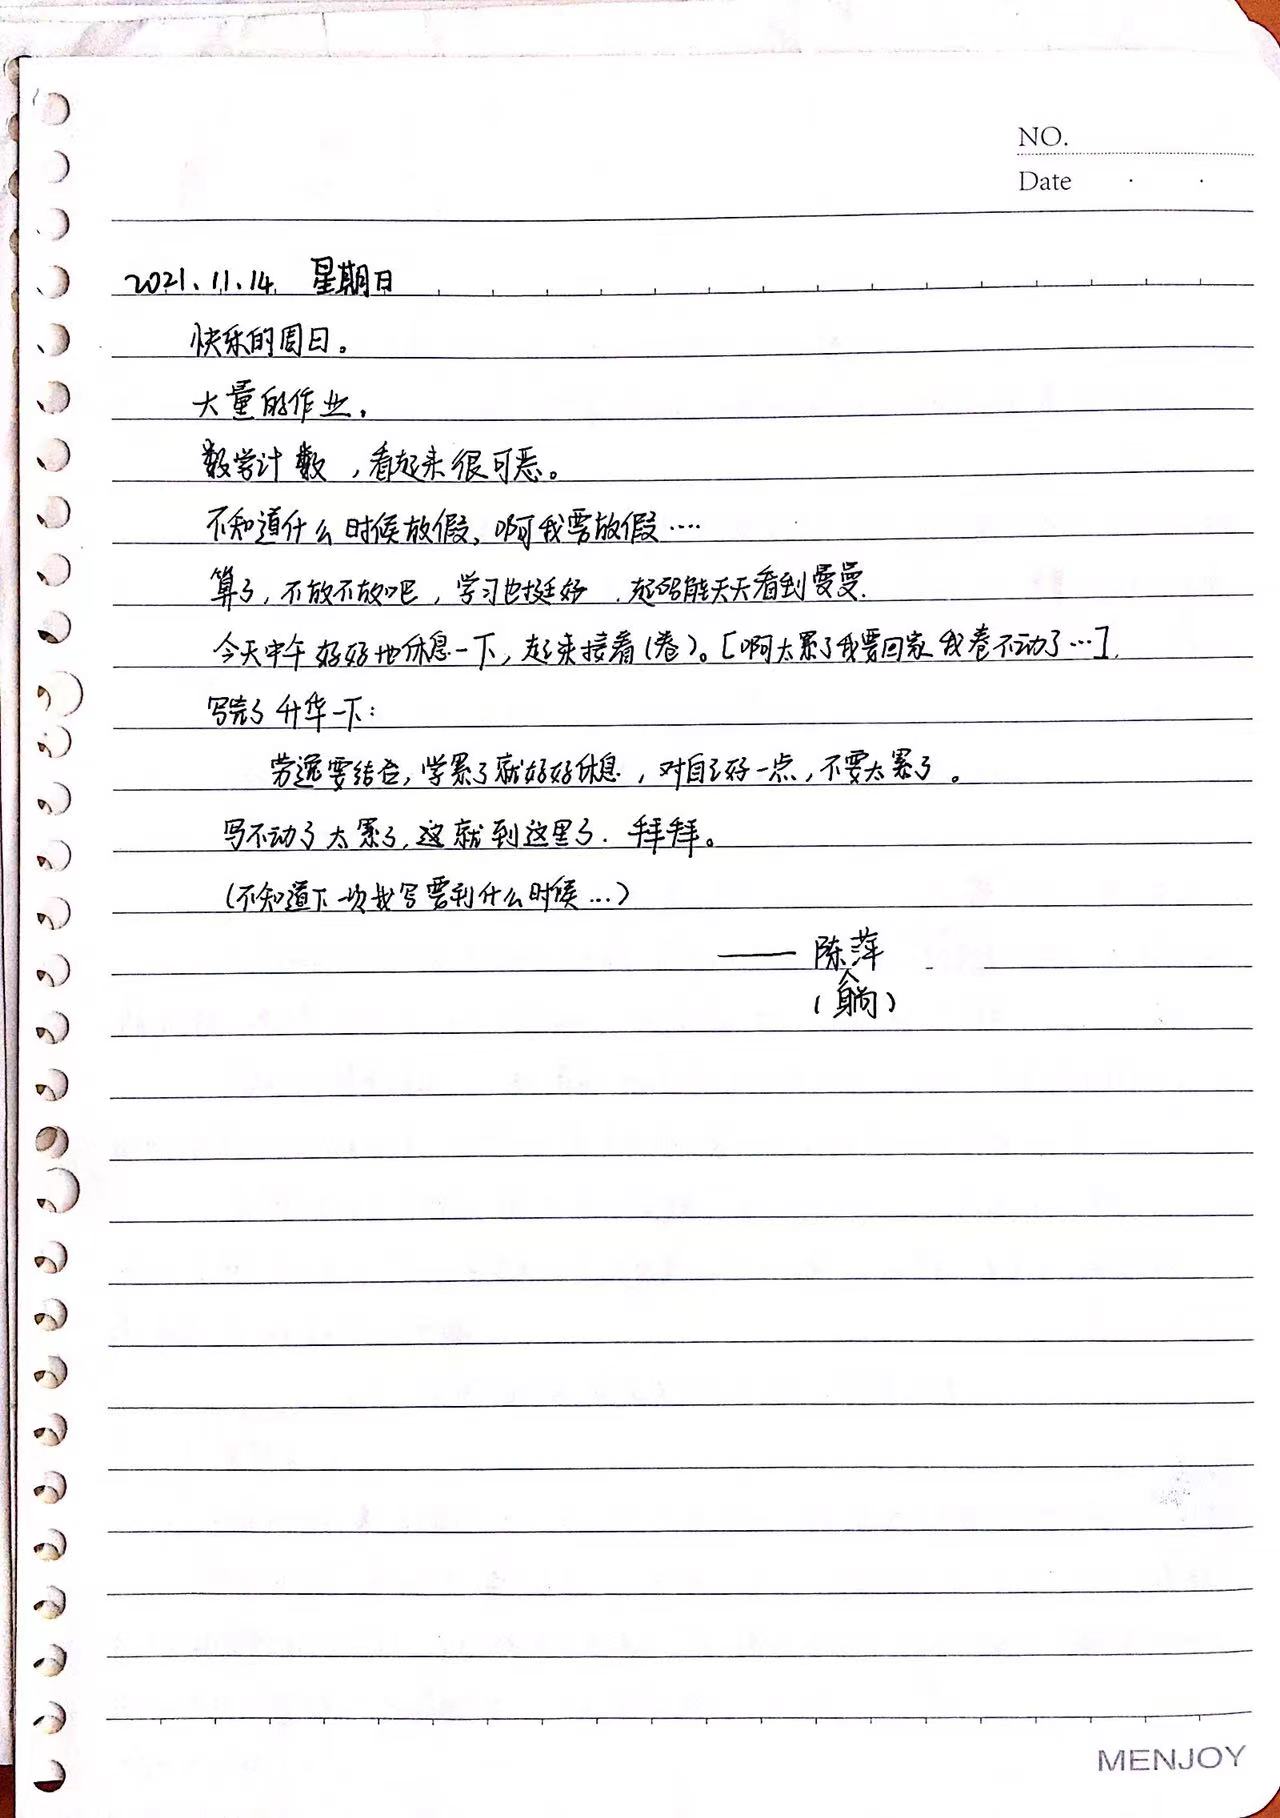 NO.
Date
2021.11.14 星期日
快乐的周日。
大量的作业.
数学计数，看起来很可恶。
不知道什么时候放假，啊我要放假····
算了，不放不放吧，学习也挺好，起码能天天看到曼曼.
今天中午好好地休息一下，起来接着(卷)。[啊太累了我要回家我卷不动了…].
写完了升华一下：
劳逸要结合，学累了就好好休息，对自己好一点，不要太累了。
写不动了太累了，这就到这里了.拜拜。
(不知道下一次我写要到什么时候…)
—— 陈萍
(躺)
MENJOY